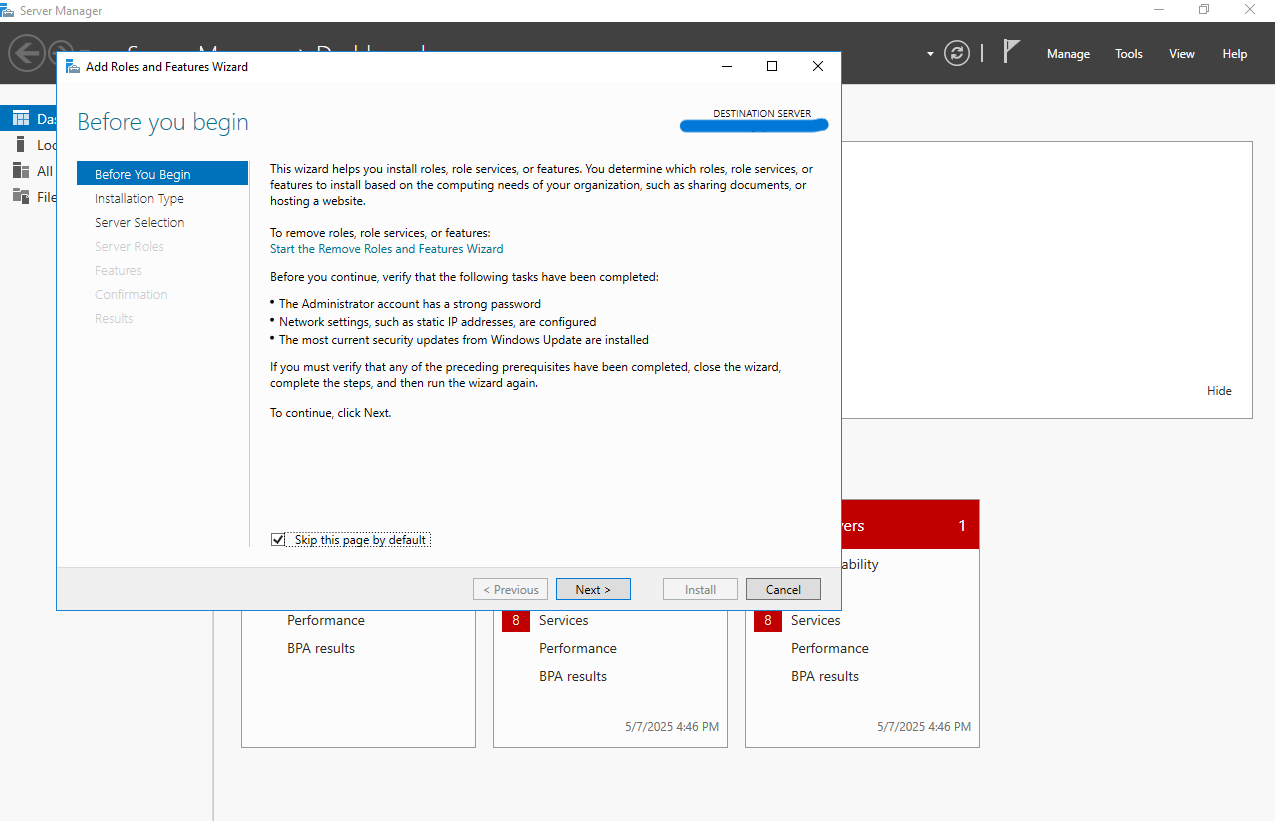 Server Manager
Manage
Tools
View
Help
Add Roles and Features Wizard
Before you begin
DESTINATION SERVER
Before You Begin
Installation Type
Server Selection
Server Roles
Features
Confirmation
Results
This wizard helps you install roles, role services, or features. You determine which roles, role services, or
features to install based on the computing needs of your organization, such as sharing documents, or
hosting a website.
To remove roles, role services, or features:
Start the Remove Roles and Features Wizard
Before you continue, verify that the following tasks have been completed:
• The Administrator account has a strong password
• Network settings, such as static IP addresses, are configured
• The most current security updates from Windows Update are installed
If you must verify that any of the preceding prerequisites have been completed, close the wizard,
complete the steps, and then run the wizard again.
To continue, click Next.
Skip this page by default
< Previous
Next >
Install
Cancel
All
Hide
1
Performance
BPA results
8 Services
Performance
BPA results
5/7/2025 4:46 PM
8 Services
Performance
BPA results
5/7/2025 4:46 PM